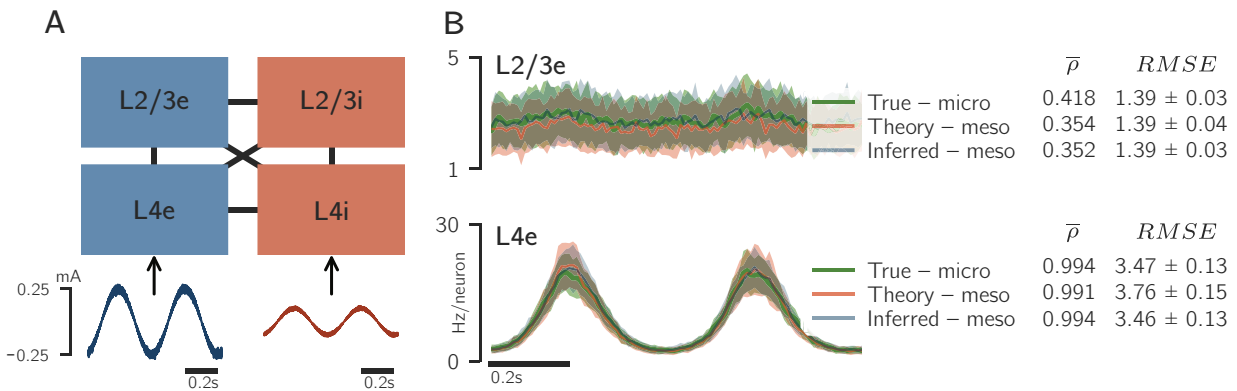 A
L2/3e
L2/3i
L4e
L4i
mA
0.25
−0.25
0.2s
0.2s
B
5
1
L2/3e
ρ̅ RMSE
True – micro 0.418 1.39 ± 0.03
Theory – meso 0.354 1.39 ± 0.04
Inferred – meso 0.352 1.39 ± 0.03
30
0
Hz/neuron
L4e
ρ̅ RMSE
True – micro 0.994 3.47 ± 0.13
Theory – meso 0.991 3.76 ± 0.15
Inferred – meso 0.994 3.46 ± 0.13
0.2s